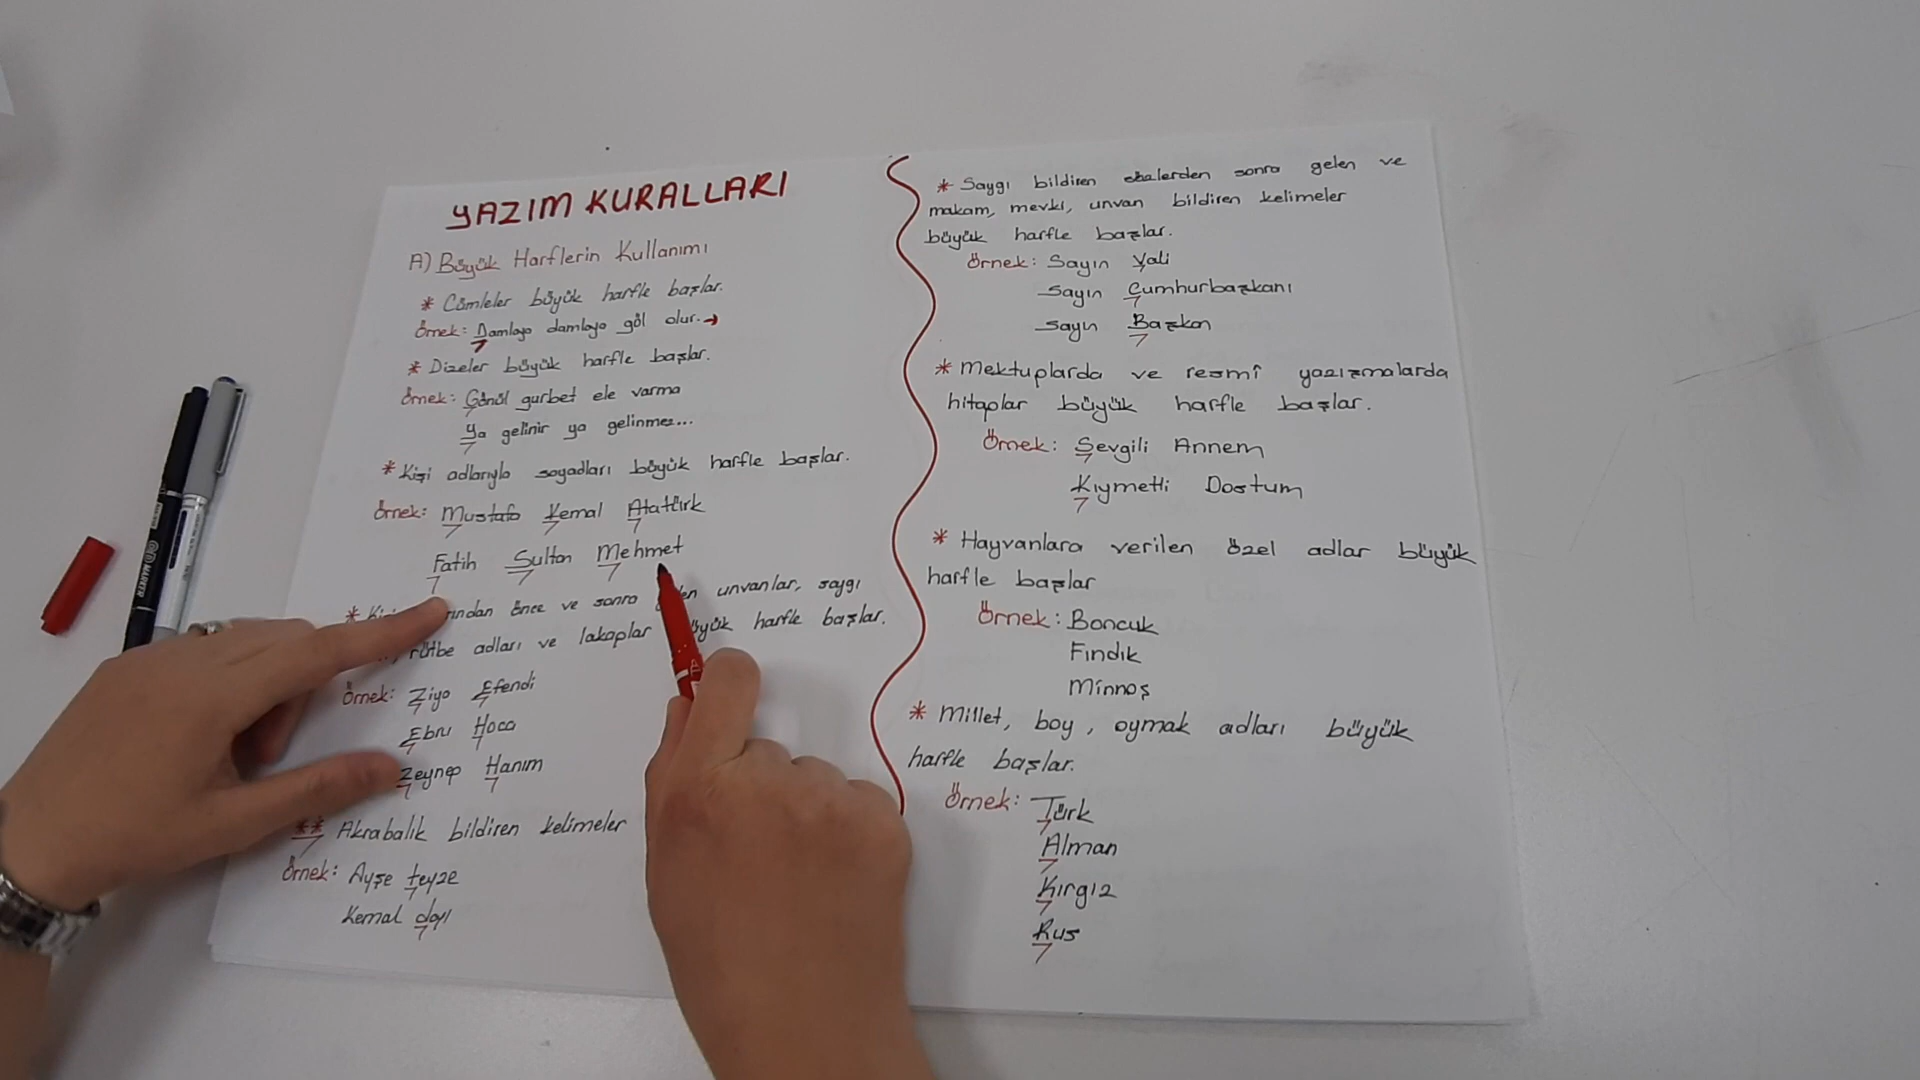 YAZIM KURALLARI
A) Büyük Harflerin Kullanımı
* Cümleler büyük harfle başlar.
Örnek: Damlaya damlaya göl olur.→
* Dizeler büyük harfle başlar.
Örnek: Gönül gurbet ele varma
Ya gelinir ya gelinmez...
* Kişi adlarıyla soyadları büyük harfle başlar.
Örnek: Mustafa Kemal Atatürk
Fatih Sultan Mehmet
* önce ve sonra unvanlar, saygı
rütbe adları ve lakaplar büyük harfle başlar.
Örnek: Ziya Efendi
Ebru Hoca
Zeynep Hanım
** Akrabalık bildiren kelimeler
Örnek: Ayşe teyze
Kemal dayı
* Saygı bildiren sonra gelen ve
makam, mevki, unvan bildiren kelimeler
büyük harfle başlar.
Örnek: Sayın Vali
Sayın Cumhurbaşkanı
Sayın Başkan
* Mektuplarda ve resmî yazışmalarda
hitaplar büyük harfle başlar.
Örnek: Sevgili Annem
Kıymetli Dostum
* Hayvanlara verilen özel adlar büyük
harfle başlar
Örnek: Boncuk
Fındık
Minnoş
* Millet, boy, oymak adları büyük
harfle başlar.
Örnek: Türk
Alman
Kırgız
Rus